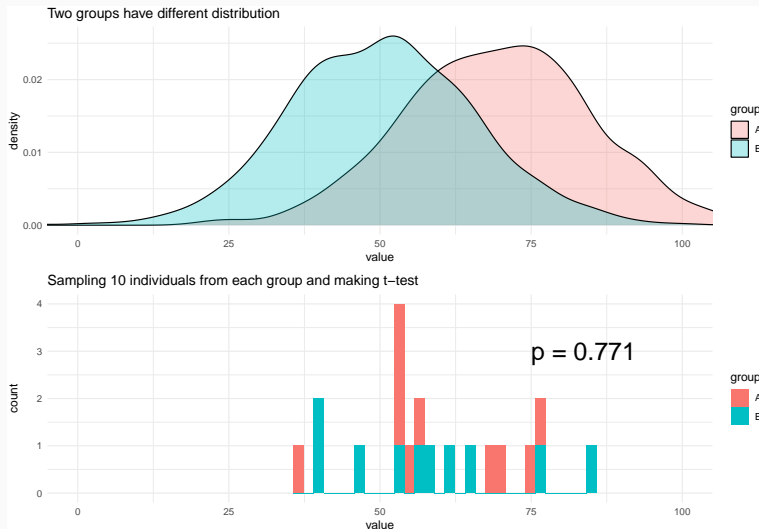 Two groups have different distribution
density
0.02
0.01
0.00
0 25 50 75 100
value
group
A
B
Sampling 10 individuals from each group and making t−test
count
4
3
2
1
0
p = 0.771
0 25 50 75 100
value
group
A
B